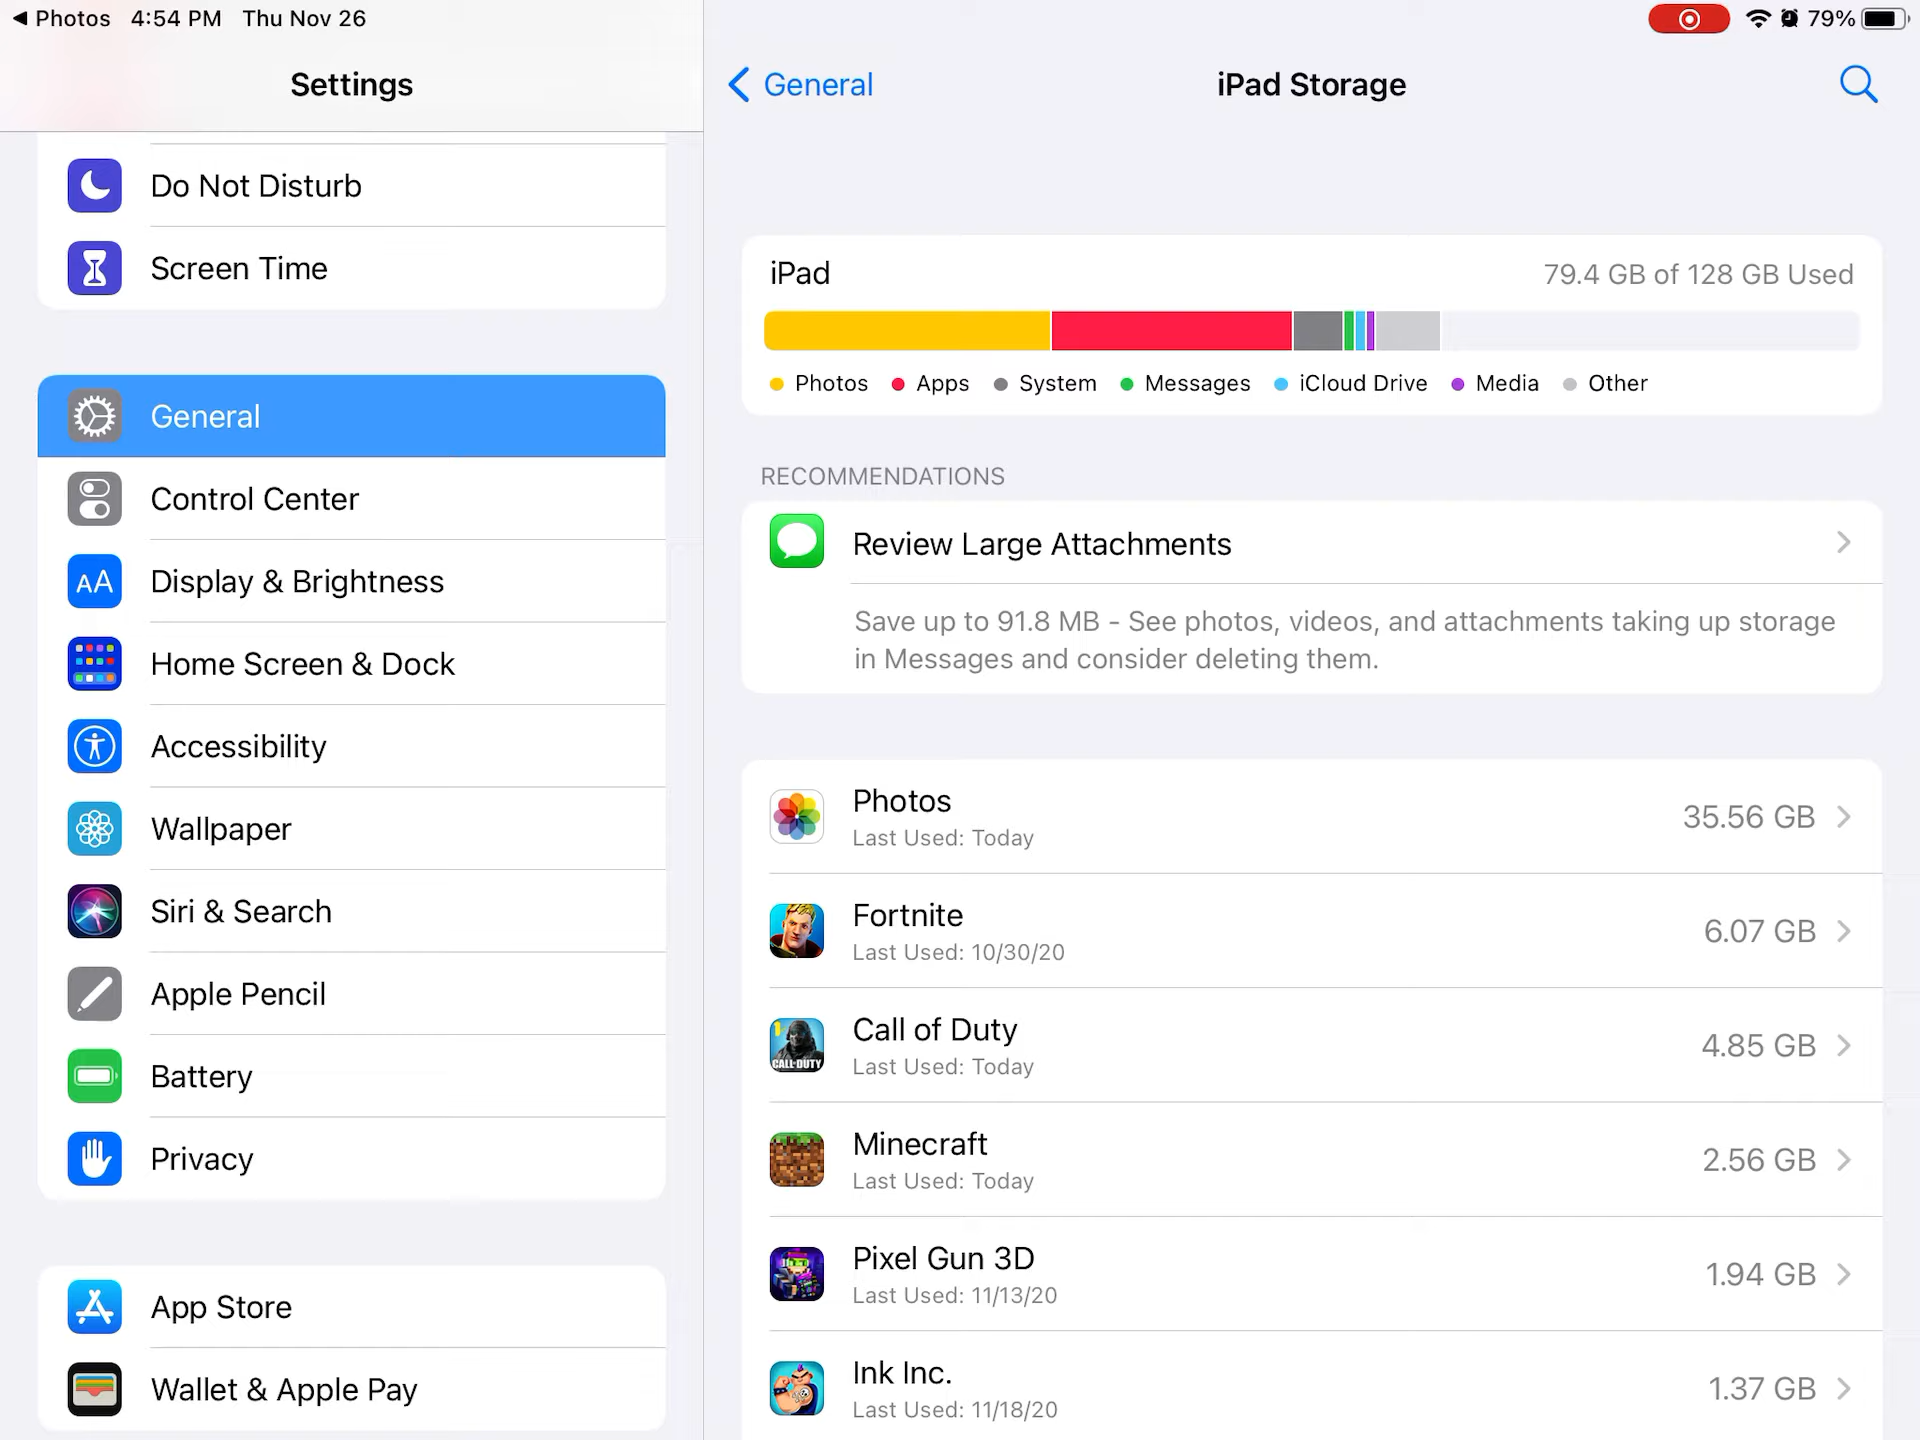 ◀ Photos 4:54 PM Thu Nov 26
79%
Settings
Do Not Disturb
Screen Time
General
Control Center
AA Display & Brightness
Home Screen & Dock
Accessibility
Wallpaper
Siri & Search
Apple Pencil
Battery
Privacy
App Store
Wallet & Apple Pay
General
iPad Storage
iPad
79.4 GB of 128 GB Used
Photos Apps System Messages iCloud Drive Media Other
RECOMMENDATIONS
Review Large Attachments
Save up to 91.8 MB - See photos, videos, and attachments taking up storage
in Messages and consider deleting them.
Photos
Last Used: Today
35.56 GB
Fortnite
Last Used: 10/30/20
6.07 GB
CALL·DUTY
Call of Duty
Last Used: Today
4.85 GB
Minecraft
Last Used: Today
2.56 GB
Pixel Gun 3D
Last Used: 11/13/20
1.94 GB
Ink Inc.
Last Used: 11/18/20
1.37 GB